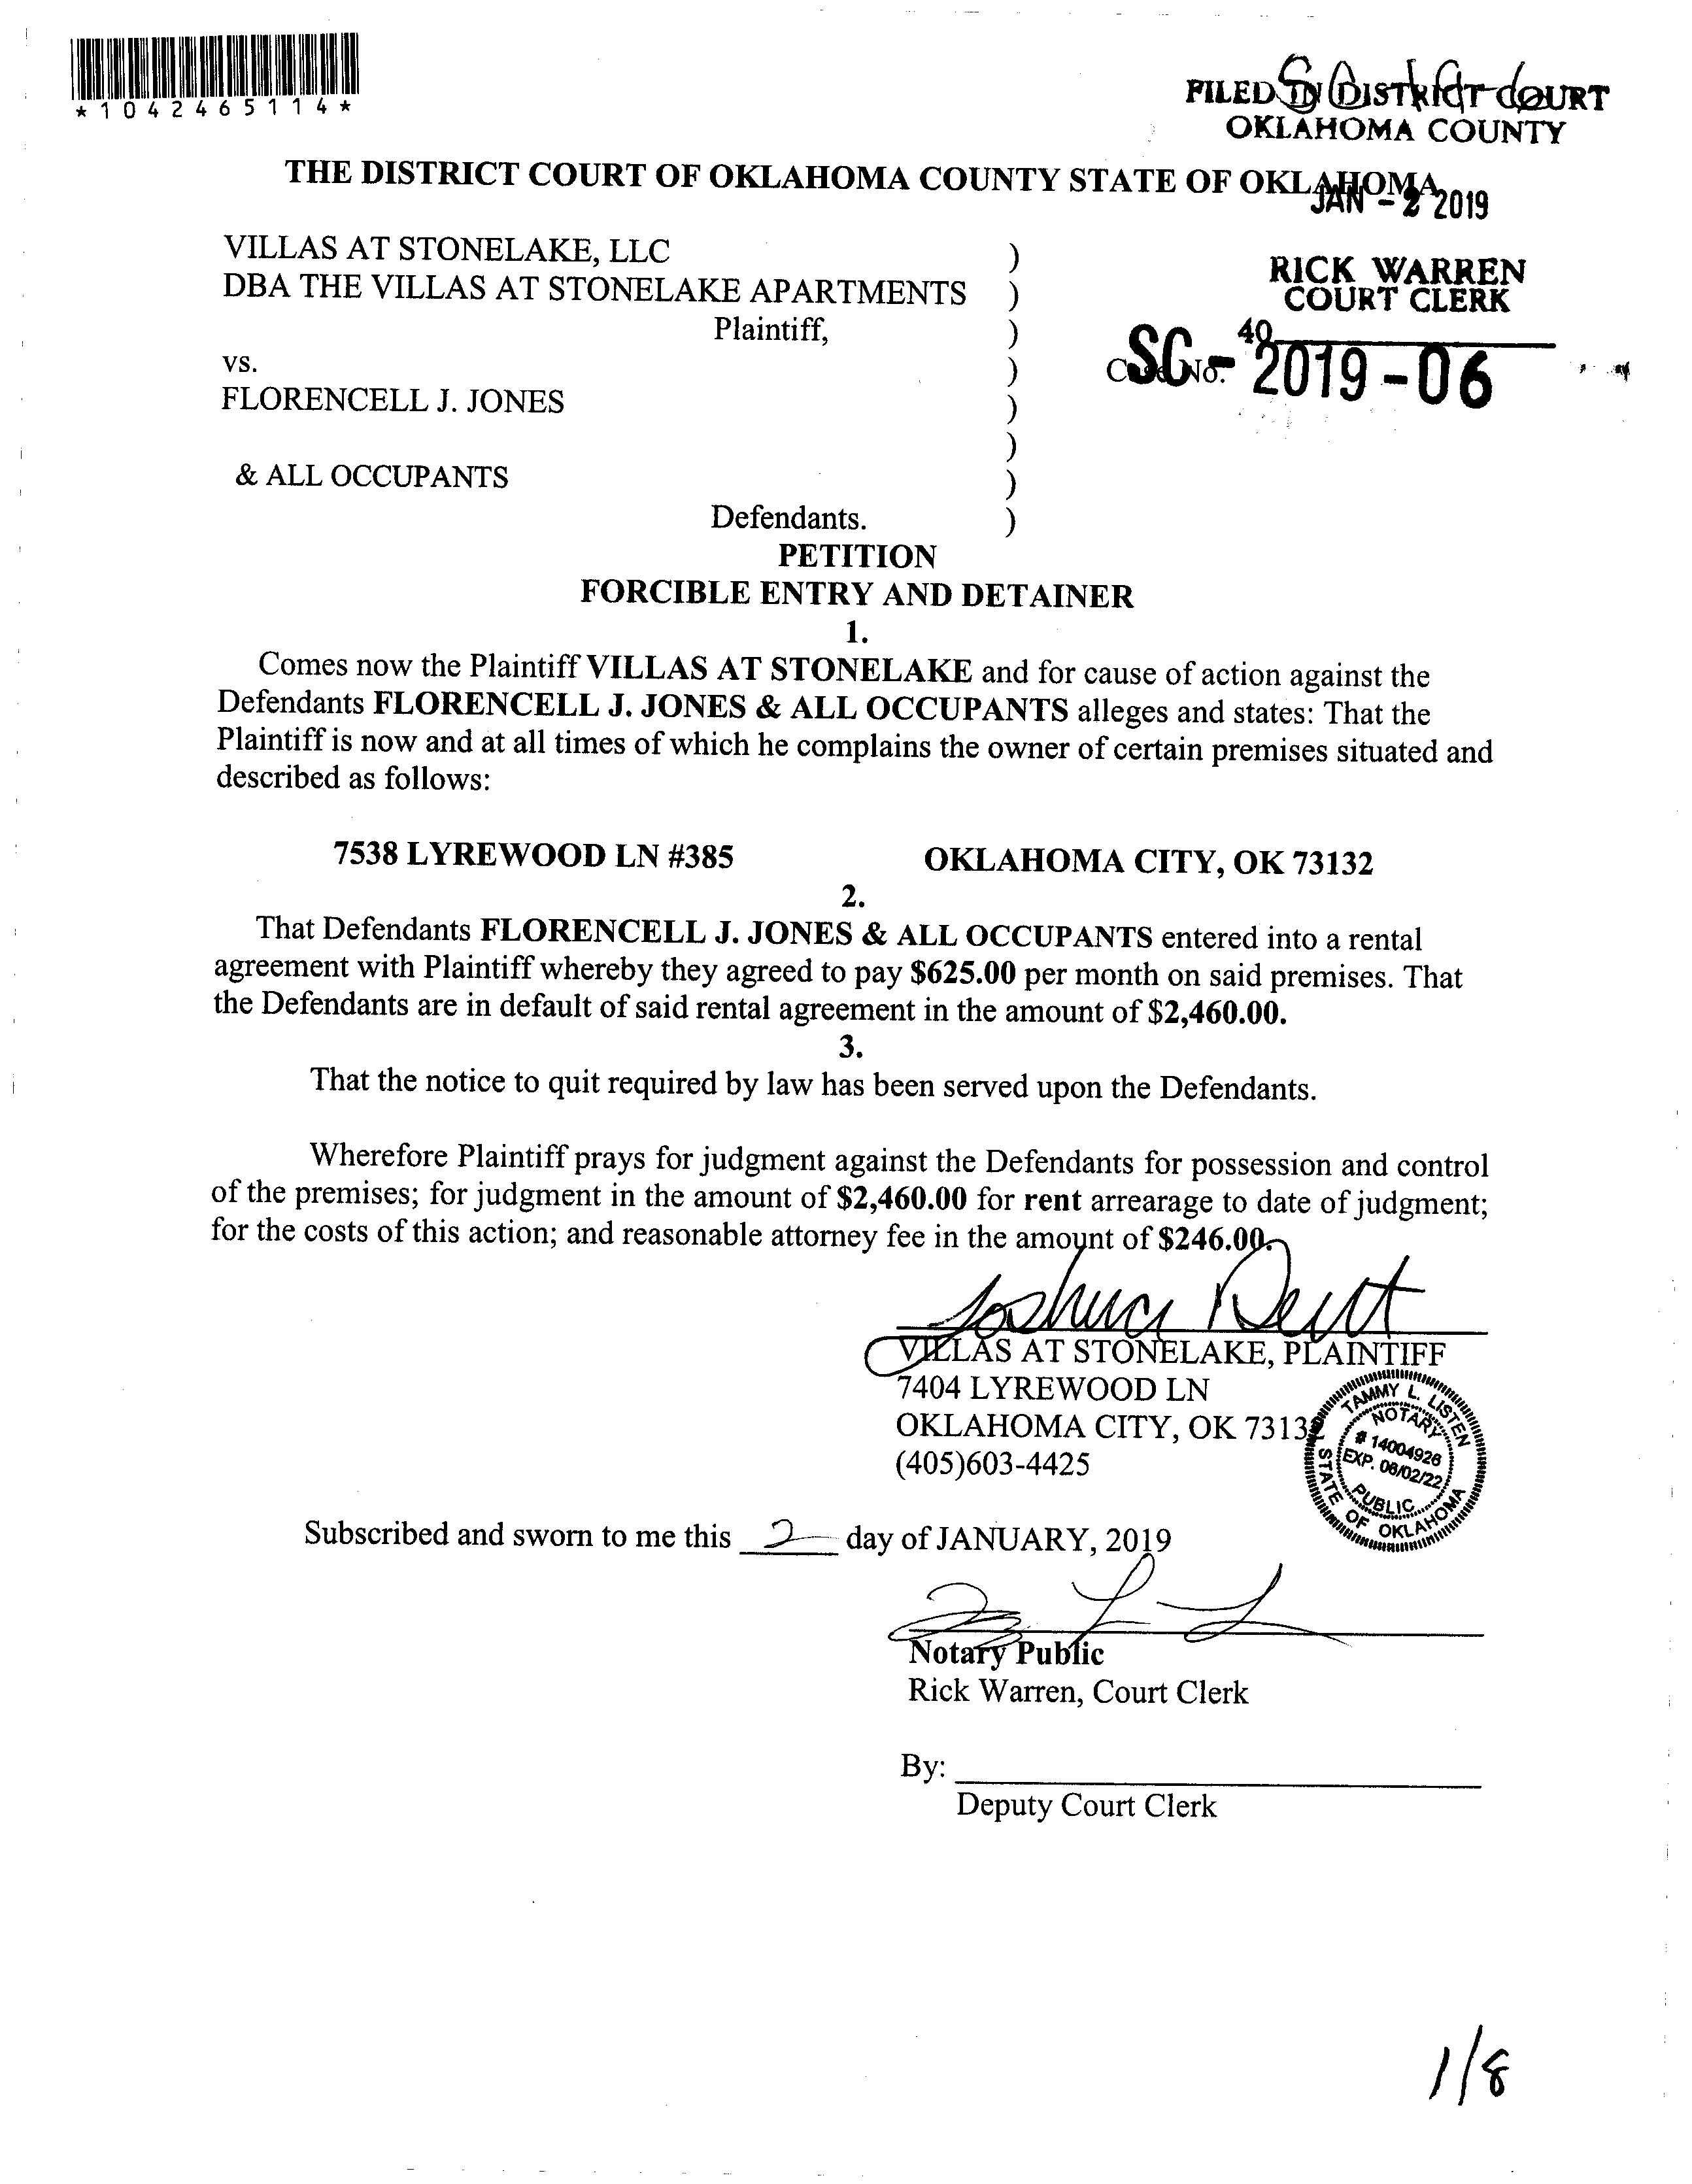 *1042465114*
FILED IN DISTRICT COURT
OKLAHOMA COUNTY
THE DISTRICT COURT OF OKLAHOMA COUNTY STATE OF OKLAHOMA
JAN - 2 2019
VILLAS AT STONELAKE, LLC )
DBA THE VILLAS AT STONELAKE APARTMENTS )
Plaintiff, )
RICK WARREN
COURT CLERK
40
vs. )
Case No. SC - 2019 - 06
FLORENCELL J. JONES )
)
& ALL OCCUPANTS )
Defendants. )
PETITION
FORCIBLE ENTRY AND DETAINER
1.
Comes now the Plaintiff VILLAS AT STONELAKE and for cause of action against the
Defendants FLORENCELL J. JONES & ALL OCCUPANTS alleges and states: That the
Plaintiff is now and at all times of which he complains the owner of certain premises situated and
described as follows:
7538 LYREWOOD LN #385 OKLAHOMA CITY, OK 73132
2.
That Defendants FLORENCELL J. JONES & ALL OCCUPANTS entered into a rental
agreement with Plaintiff whereby they agreed to pay $625.00 per month on said premises. That
the Defendants are in default of said rental agreement in the amount of $2,460.00.
3.
That the notice to quit required by law has been served upon the Defendants.
Wherefore Plaintiff prays for judgment against the Defendants for possession and control
of the premises; for judgment in the amount of $2,460.00 for rent arrearage to date of judgment;
for the costs of this action; and reasonable attorney fee in the amount of $246.00.
Joshua Dent
VILLAS AT STONELAKE, PLAINTIFF
7404 LYREWOOD LN
OKLAHOMA CITY, OK 73132
(405)603-4425
TAMMY L. LISTEN
NOTARY
# 14004926
EXP. 06/02/22
PUBLIC
STATE OF OKLAHOMA
Subscribed and sworn to me this 2 day of JANUARY, 2019
Notary Public
Rick Warren, Court Clerk
By:
Deputy Court Clerk
1/8